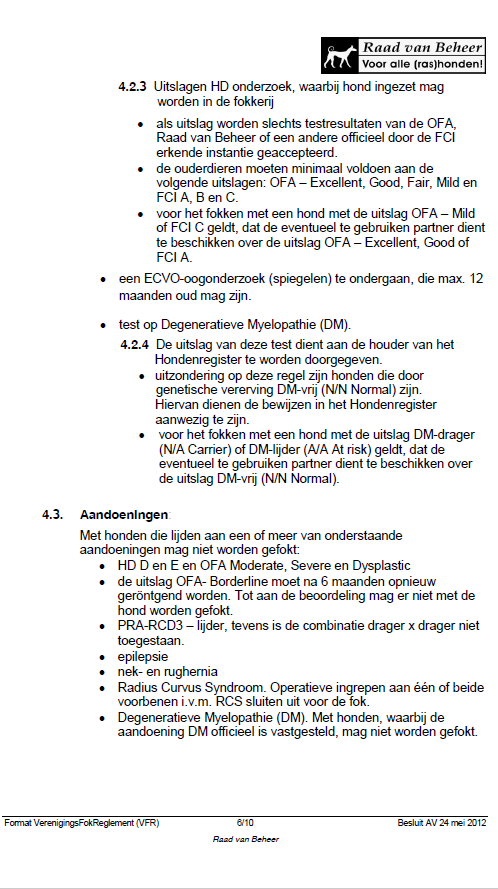 Raad van Beheer
Voor alle (ras)honden!
4.2.3 Uitslagen HD onderzoek, waarbij hond ingezet mag
worden in de fokkerij
• als uitslag worden slechts testresultaten van de OFA,
Raad van Beheer of een andere officieel door de FCI
erkende instantie geaccepteerd.
• de ouderdieren moeten minimaal voldoen aan de
volgende uitslagen: OFA – Excellent, Good, Fair, Mild en
FCI A, B en C.
• voor het fokken met een hond met de uitslag OFA – Mild
of FCI C geldt, dat de eventueel te gebruiken partner dient
te beschikken over de uitslag OFA – Excellent, Good of
FCI A.
• een ECVO-oogonderzoek (spiegelen) te ondergaan, die max. 12
maanden oud mag zijn.
• test op Degeneratieve Myelopathie (DM).
4.2.4 De uitslag van deze test dient aan de houder van het
Hondenregister te worden doorgegeven.
• uitzondering op deze regel zijn honden die door
genetische vererving DM-vrij (N/N Normal) zijn.
Hiervan dienen de bewijzen in het Hondenregister
aanwezig te zijn.
• voor het fokken met een hond met de uitslag DM-drager
(N/A Carrier) of DM-lijder (A/A At risk) geldt, dat de
eventueel te gebruiken partner dient te beschikken over
de uitslag DM-vrij (N/N Normal).
4.3. Aandoeningen:
Met honden die lijden aan een of meer van onderstaande
aandoeningen mag niet worden gefokt:
• HD D en E en OFA Moderate, Severe en Dysplastic
• de uitslag OFA- Borderline moet na 6 maanden opnieuw
geröntgend worden. Tot aan de beoordeling mag er niet met de
hond worden gefokt.
• PRA-RCD3 – lijder, tevens is de combinatie drager x drager niet
toegestaan.
• epilepsie
• nek- en rughernia
• Radius Curvus Syndroom. Operatieve ingrepen aan één of beide
voorbenen i.v.m. RCS sluiten uit voor de fok.
• Degeneratieve Myelopathie (DM). Met honden, waarbij de
aandoening DM officieel is vastgesteld, mag niet worden gefokt.
Format VerenigingsFokReglement (VFR) 6/10 Besluit AV 24 mei 2012
Raad van Beheer